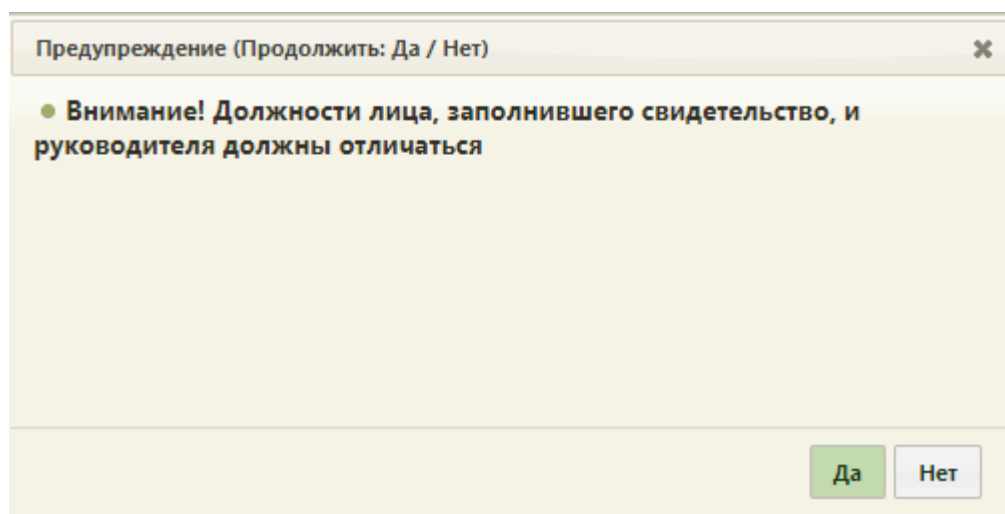 Предупреждение (Продолжить: Да / Нет)
Внимание! Должности лица, заполнившего свидетельство, и
руководителя должны отличаться
Да Нет